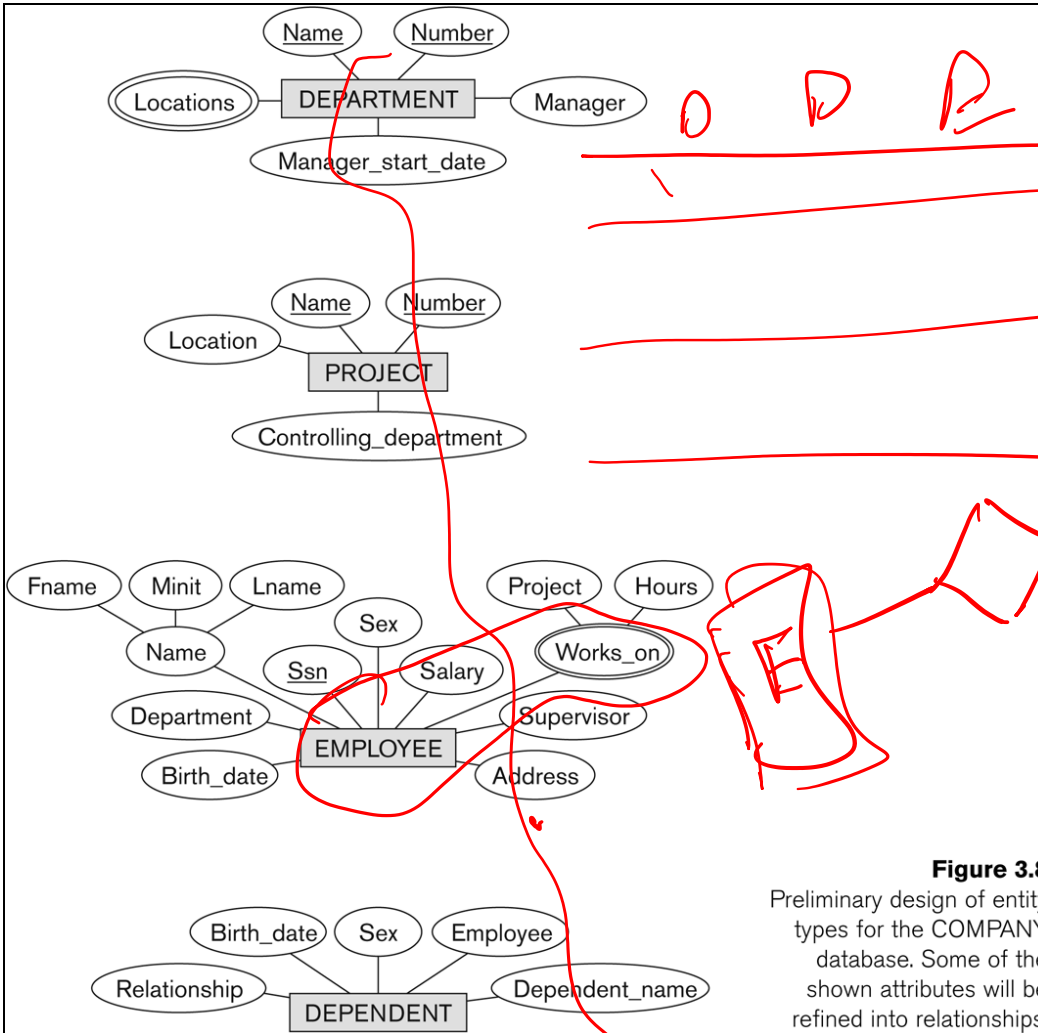 Name Number
Locations DEPARTMENT Manager
Manager_start_date
Name Number
Location
PROJECT
Controlling_department
Fname Minit Lname Project Hours
Sex
Name Ssn Salary Works_on
Department Supervisor
EMPLOYEE
Birth_date Address
E
Figure 3.8
Preliminary design of entity
types for the COMPANY
database. Some of the
shown attributes will be
refined into relationships
Birth_date Sex Employee
Relationship Dependent_name
DEPENDENT